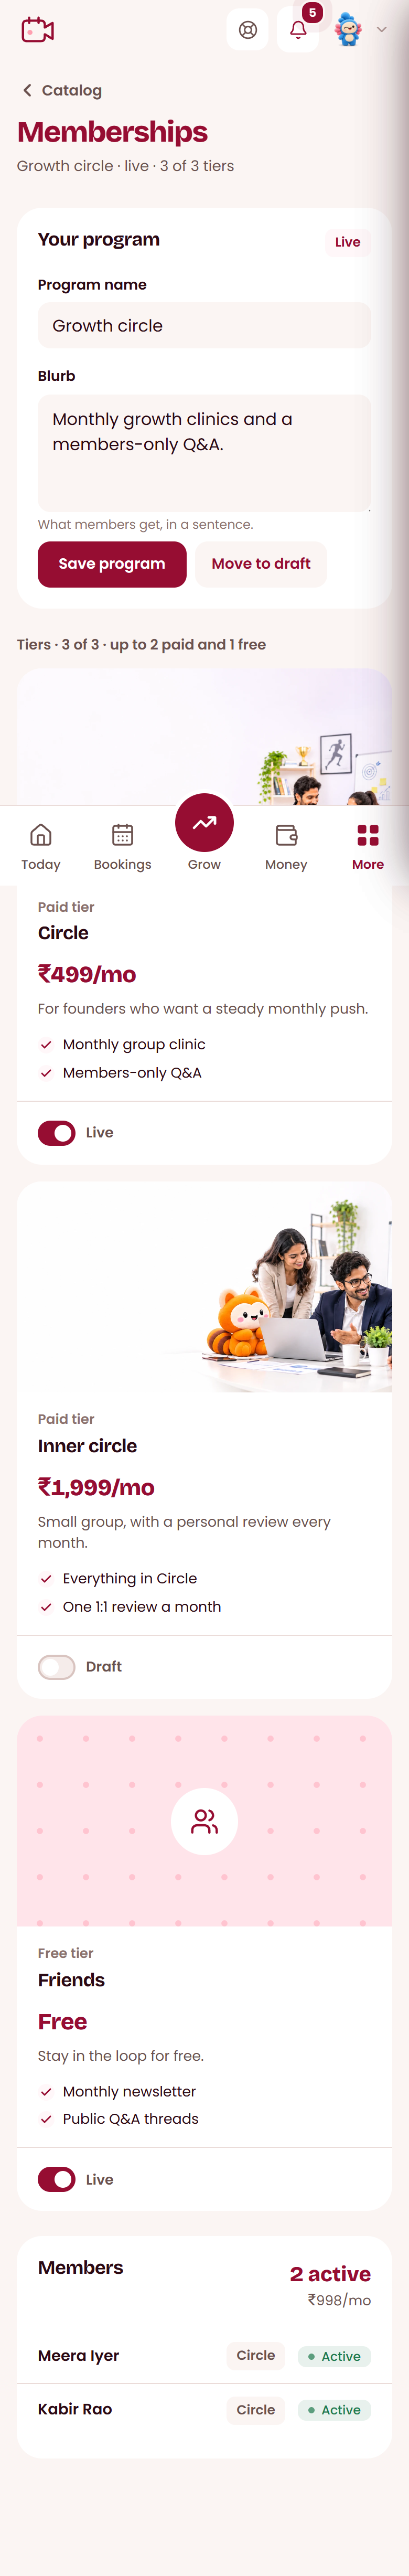 5
Catalog
Memberships
Growth circle · live · 3 of 3 tiers
Your program
Live
Program name
Growth circle
Blurb
Monthly growth clinics and a
members-only Q&A.
What members get, in a sentence.
Save program
Move to draft
Tiers · 3 of 3 · up to 2 paid and 1 free
Today
Bookings
Grow
Money
More
Paid tier
Circle
₹499/mo
For founders who want a steady monthly push.
Monthly group clinic
Members-only Q&A
Live
Paid tier
Inner circle
₹1,999/mo
Small group, with a personal review every
month.
Everything in Circle
One 1:1 review a month
Draft
Free tier
Friends
Free
Stay in the loop for free.
Monthly newsletter
Public Q&A threads
Live
Members
2 active
₹998/mo
Meera Iyer
Circle
Active
Kabir Rao
Circle
Active